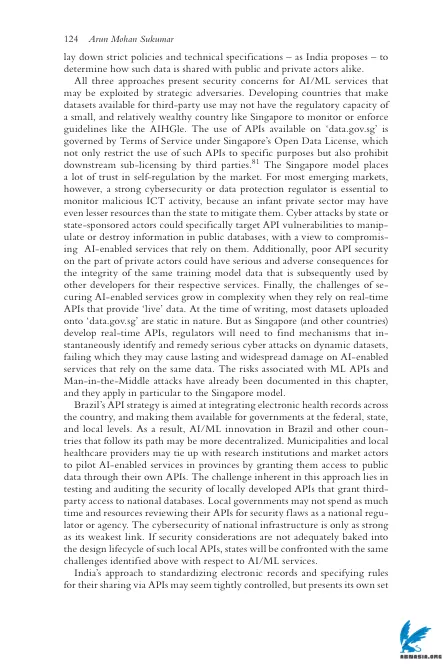 124 Arun Mohan Sukumar
lay down strict policies and technical specifications – as India proposes – to
determine how such data is shared with public and private actors alike.
All three approaches present security concerns for AI/ML services that
may be exploited by strategic adversaries. Developing countries that make
datasets available for third-party use may not have the regulatory capacity of
a small, and relatively wealthy country like Singapore to monitor or enforce
guidelines like the AIHGle. The use of APIs available on ‘data.gov.sg’ is
governed by Terms of Service under Singapore’s Open Data License, which
not only restrict the use of such APIs to specific purposes but also prohibit
downstream sub-licensing by third parties.81 The Singapore model places
a lot of trust in self-regulation by the market. For most emerging markets,
however, a strong cybersecurity or data protection regulator is essential to
monitor malicious ICT activity, because an infant private sector may have
even lesser resources than the state to mitigate them. Cyber attacks by state or
state-sponsored actors could specifically target API vulnerabilities to manip-
ulate or destroy information in public databases, with a view to compromis-
ing AI-enabled services that rely on them. Additionally, poor API security
on the part of private actors could have serious and adverse consequences for
the integrity of the same training model data that is subsequently used by
other developers for their respective services. Finally, the challenges of se-
curing AI-enabled services grow in complexity when they rely on real-time
APIs that provide ‘live’ data. At the time of writing, most datasets uploaded
onto ‘data.gov.sg’ are static in nature. But as Singapore (and other countries)
develop real-time APIs, regulators will need to find mechanisms that in-
stantaneously identify and remedy serious cyber attacks on dynamic datasets,
failing which they may cause lasting and widespread damage on AI-enabled
services that rely on the same data. The risks associated with ML APIs and
Man-in-the-Middle attacks have already been documented in this chapter,
and they apply in particular to the Singapore model.
Brazil’s API strategy is aimed at integrating electronic health records across
the country, and making them available for governments at the federal, state,
and local levels. As a result, AI/ML innovation in Brazil and other coun-
tries that follow its path may be more decentralized. Municipalities and local
healthcare providers may tie up with research institutions and market actors
to pilot AI-enabled services in provinces by granting them access to public
data through their own APIs. The challenge inherent in this approach lies in
testing and auditing the security of locally developed APIs that grant third-
party access to national databases. Local governments may not spend as much
time and resources reviewing their APIs for security flaws as a national regu-
lator or agency. The cybersecurity of national infrastructure is only as strong
as its weakest link. If security considerations are not adequately baked into
the design lifecycle of such local APIs, states will be confronted with the same
challenges identified above with respect to AI/ML services.
India’s approach to standardizing electronic records and specifying rules
for their sharing via APIs may seem tightly controlled, but presents its own set